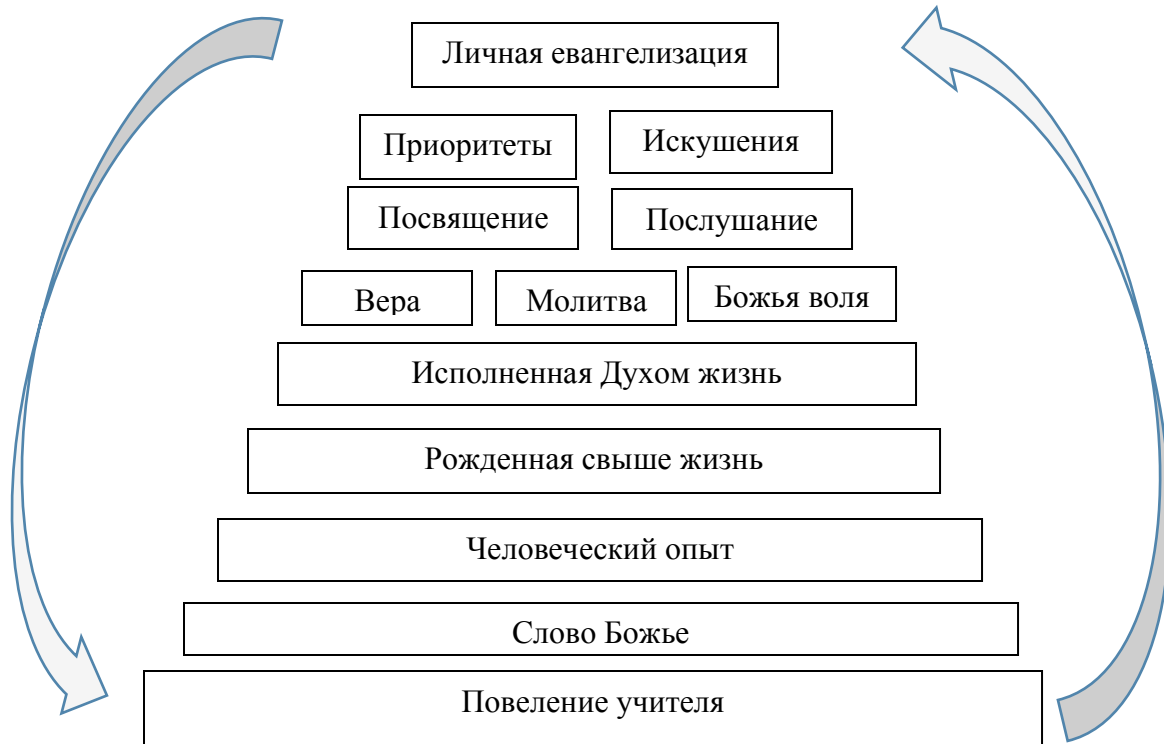 Личная евангелизация
Приоритеты
Искушения
Посвящение
Послушание
Вера
Молитва
Божья воля
Исполненная Духом жизнь
Рожденная свыше жизнь
Человеческий опыт
Слово Божье
Повеление учителя